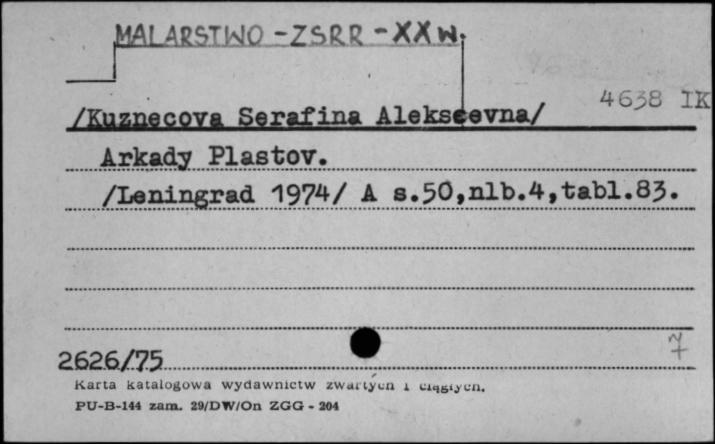 MALARSTWO - ZSRR - XX W.
4638 IK
/Kuznecova Serafina Alekseevna/
Arkady Plastov.
/Leningrad 1974/ A s.50,nlb.4,tabl.83.
7
2626/75
Karta katalogowa wydawnictw zwartych i ciągłych.
PU-B-144 zam. 29/DW/On ZGG - 204